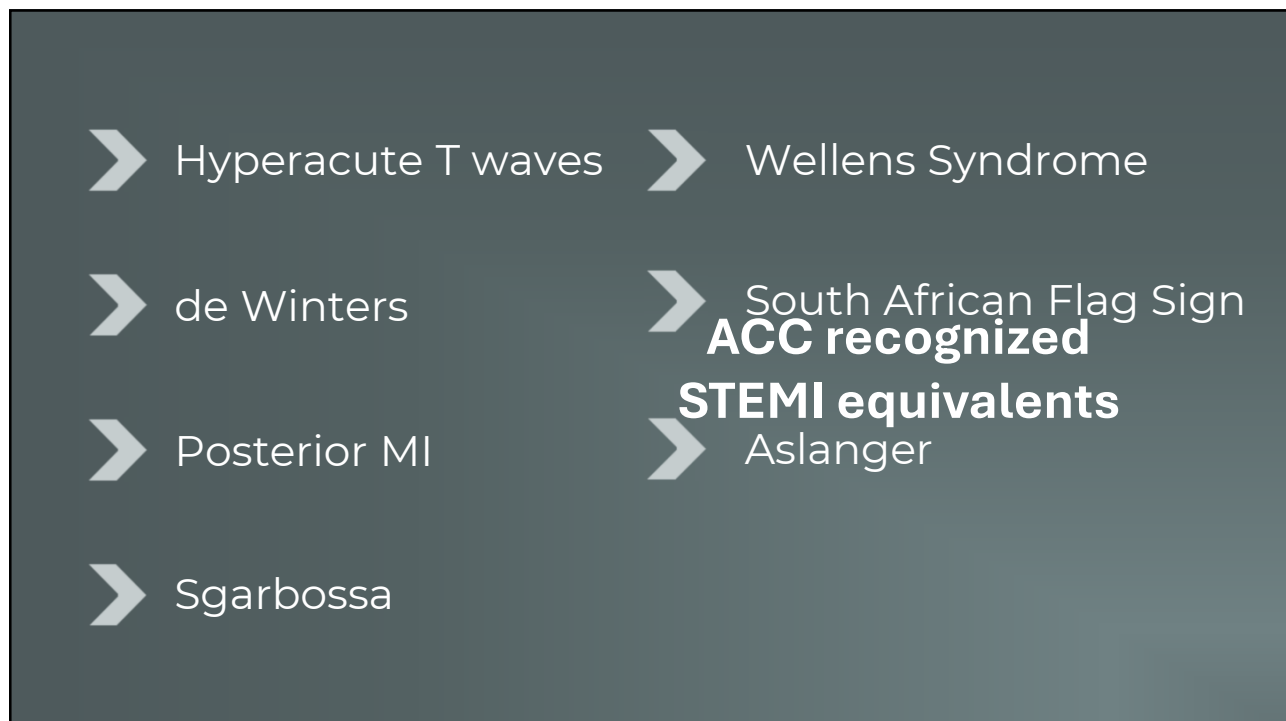 Hyperacute T waves
de Winters
Posterior MI
Sgarbossa
Wellens Syndrome
South African Flag Sign
ACC recognized
STEMI equivalents
Aslanger